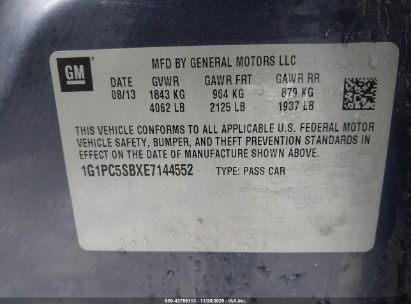 GM
MFD BY GENERAL MOTORS LLC
DATE GVWR GAWR FRT GAWR RR
08/13 1843 KG 964 KG 879 KG
4062 LB 2125 LB 1937 LB
THIS VEHICLE CONFORMS TO ALL APPLICABLE U.S. FEDERAL MOTOR
VEHICLE SAFETY, BUMPER, AND THEFT PREVENTION STANDARDS IN
EFFECT ON THE DATE OF MANUFACTURE SHOWN ABOVE.
1G1PC5SBXE7144552 TYPE: PASS CAR